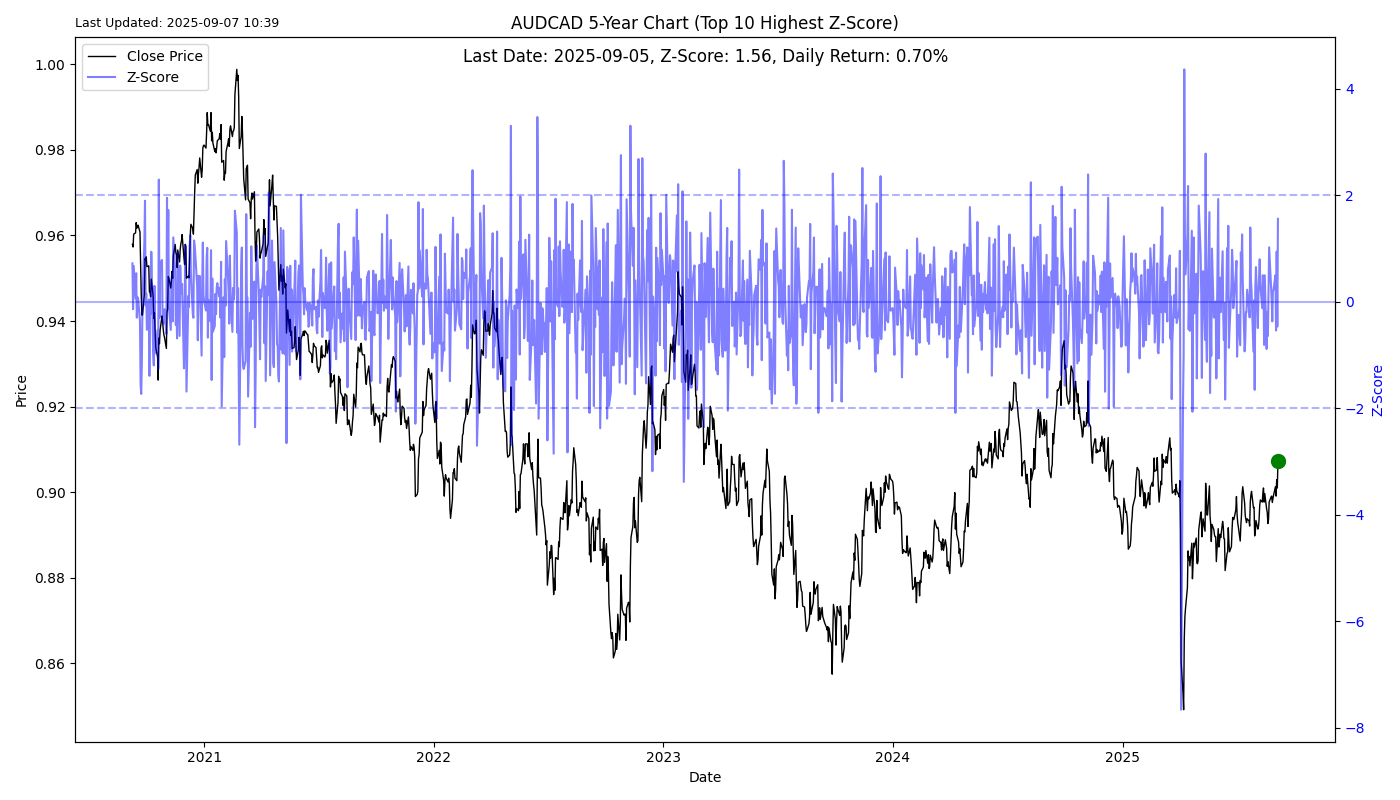 Last Updated: 2025-09-07 10:39
AUDCAD 5-Year Chart (Top 10 Highest Z-Score)
Last Date: 2025-09-05, Z-Score: 1.56, Daily Return: 0.70%
Close Price
Z-Score
1.00
0.98
0.96
0.94
0.92
0.90
0.88
0.86
Price
4
2
0
−2
−4
−6
−8
Z-Score
2021
2022
2023
2024
2025
Date